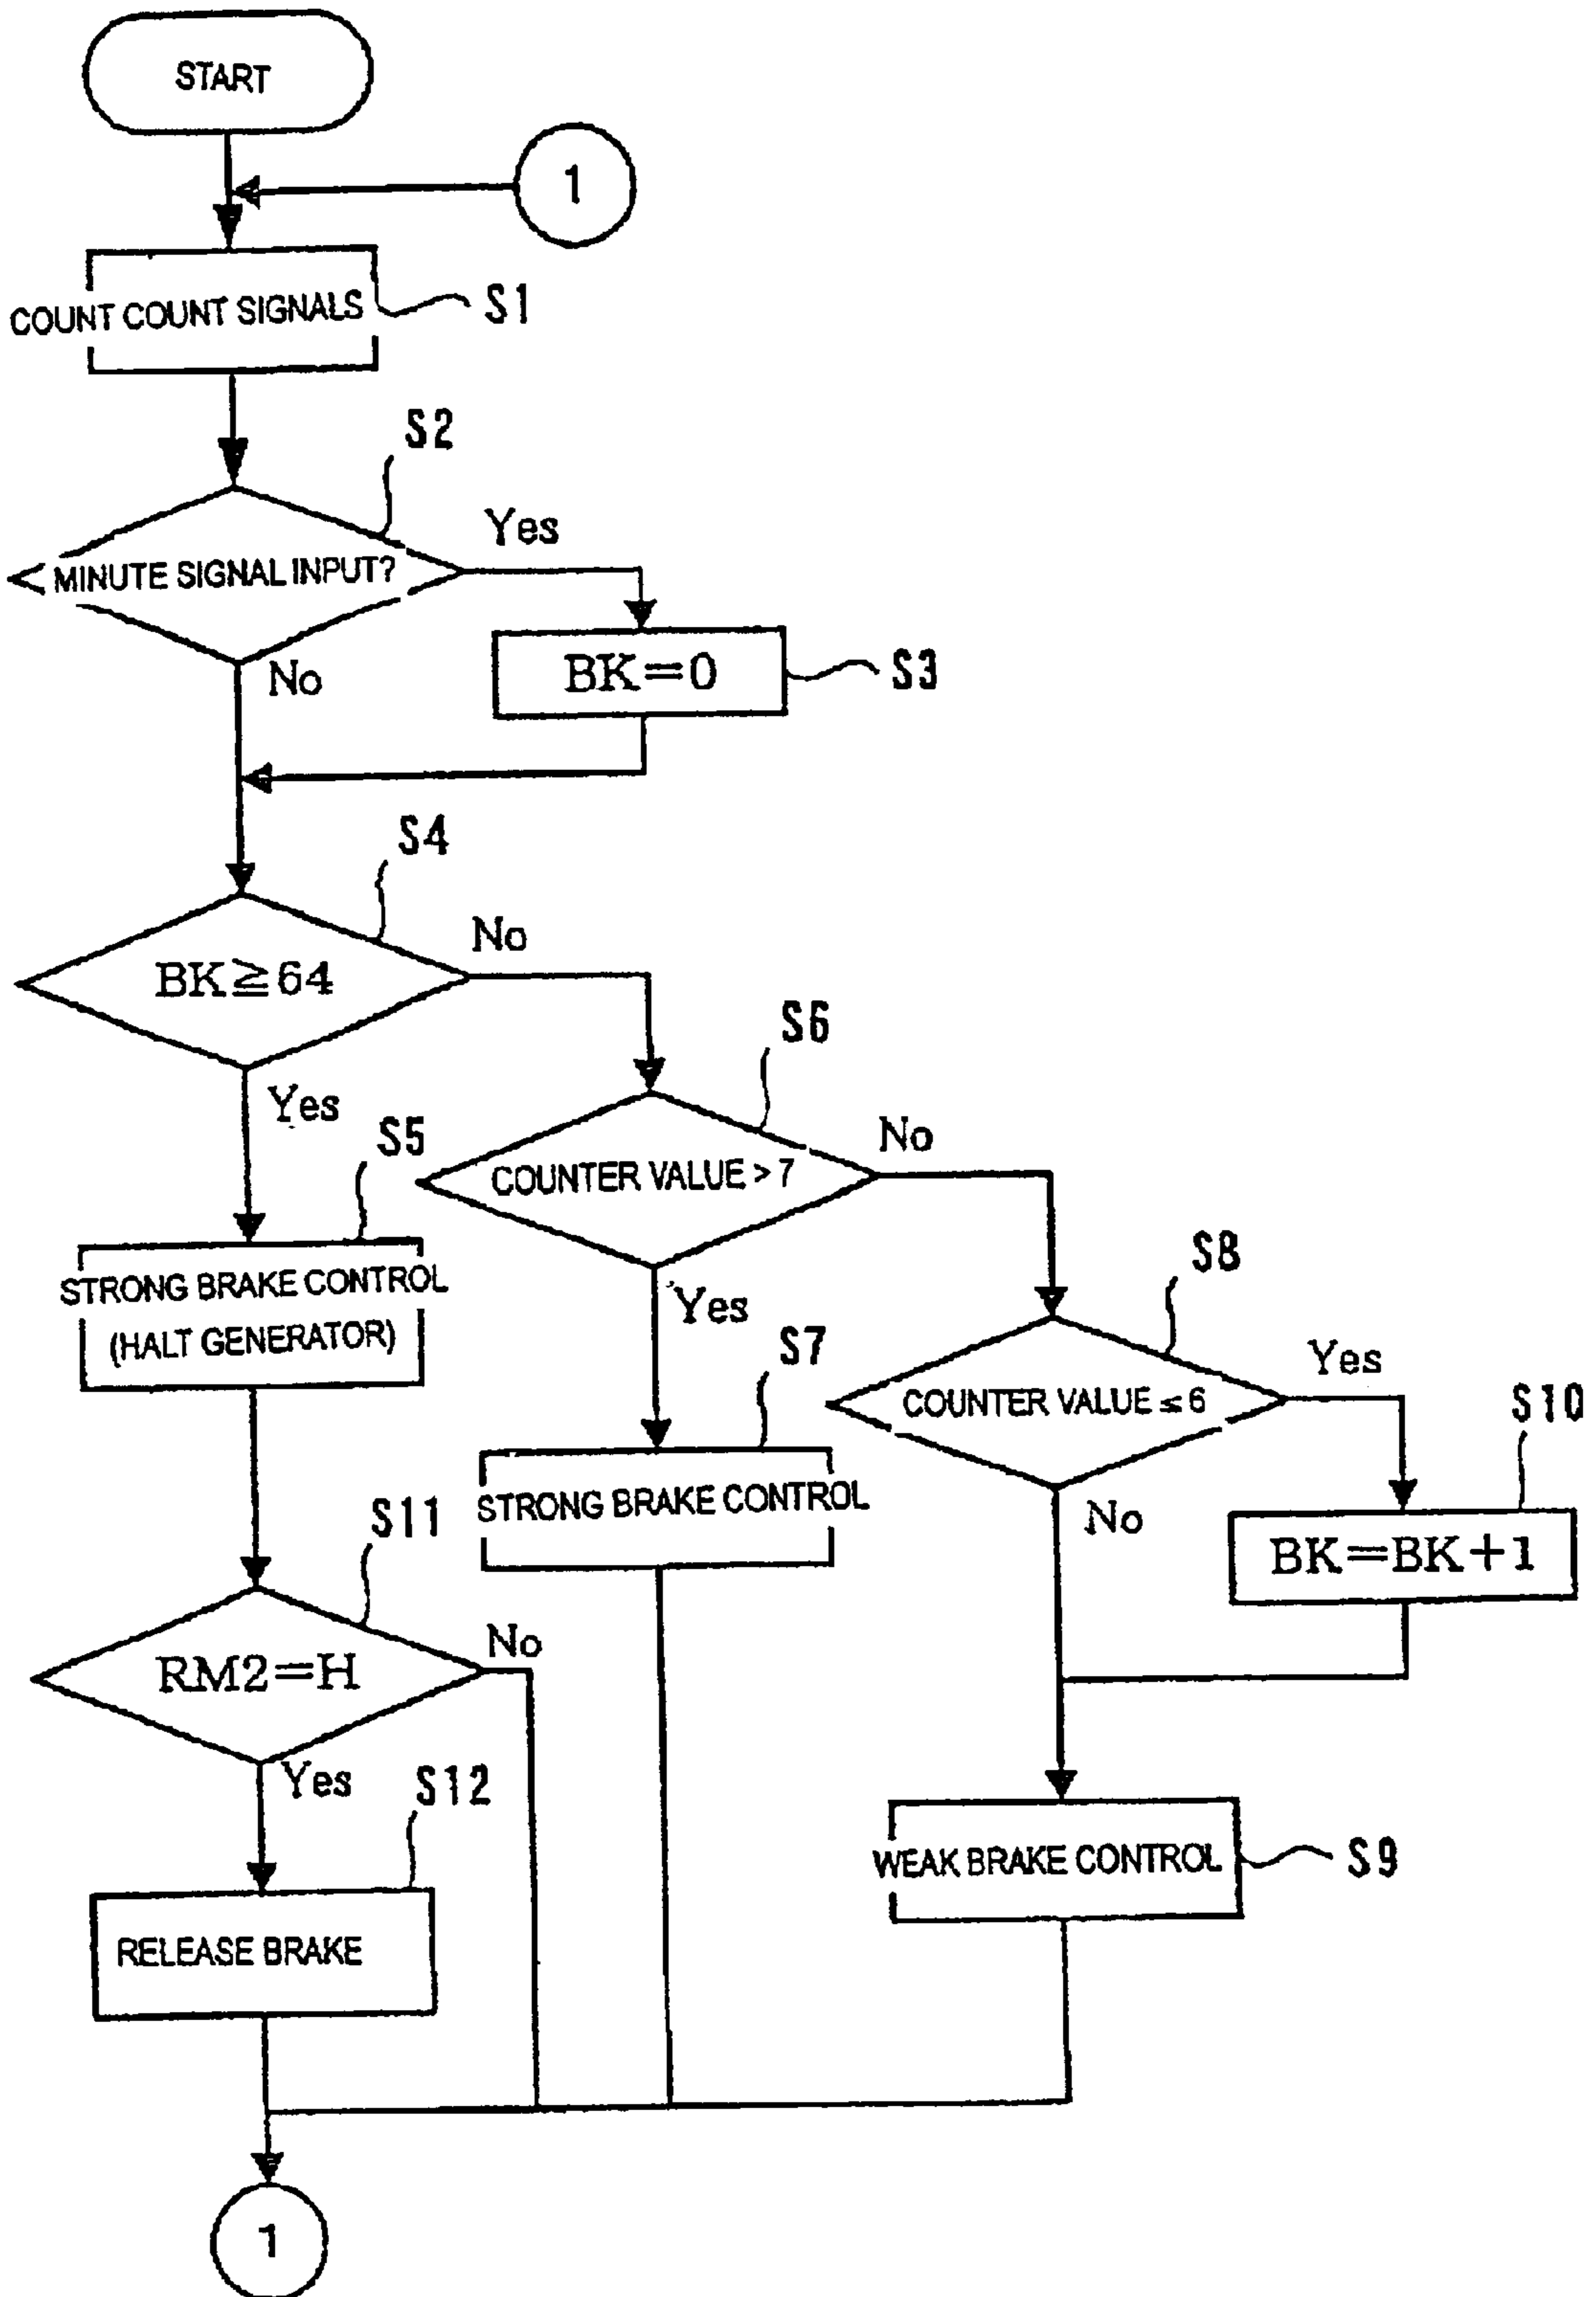 START
1
COUNT COUNT SIGNALS
S1
S2
Yes
MINUTE SIGNAL INPUT?
No
BK=0
S3
S4
No
BK≧64
Yes
S6
No
COUNTER VALUE > 7
Yes
S5
STRONG BRAKE CONTROL
(HALT GENERATOR)
S8
Yes
COUNTER VALUE ≤ 6
No
S7
STRONG BRAKE CONTROL
S10
BK=BK+1
S11
No
RM2=H
Yes
S12
RELEASE BRAKE
WEAK BRAKE CONTROL
S9
1